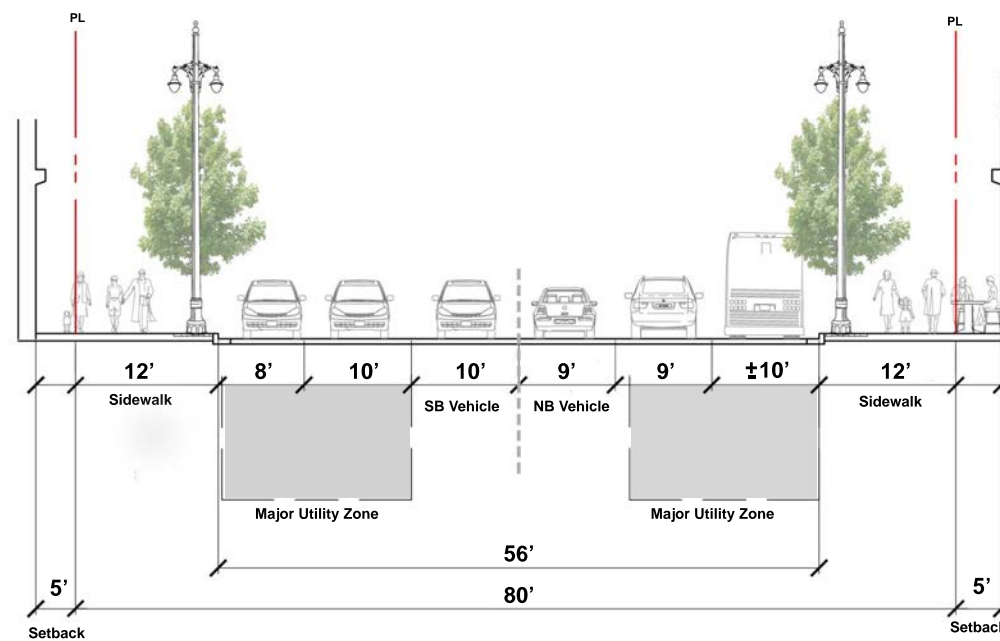 PL
PL
12’
8’
10’
10’
9’
9’
±10’
12’
Sidewalk
SB Vehicle
NB Vehicle
Sidewalk
Major Utility Zone
Major Utility Zone
56’
5’
80’
5’
Setback
Setback